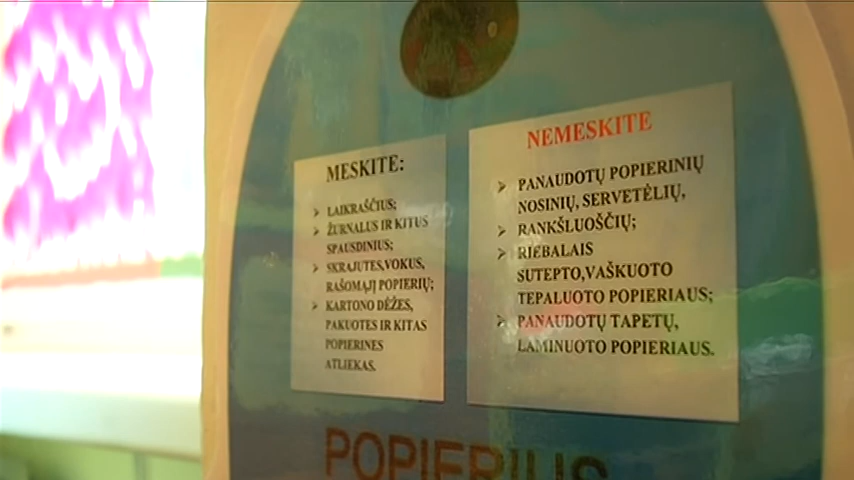 MESKITE:
➢ LAIKRAŠČIUS;
➢ ŽURNALUS IR KITUS
SPAUSDINIUS;
➢ SKRAJUTES,VOKUS,
RAŠOMĄJĮ POPIERIŲ;
➢ KARTONO DĖŽES,
PAKUOTES IR KITAS
POPIERINES
ATLIEKAS.
NEMESKITE
➢ PANAUDOTŲ POPIERINIŲ
NOSINIŲ, SERVETĖLIŲ,
➢ RANKŠLUOŠČIŲ;
➢ RIEBALAIS
SUTEPTO,VAŠKUOTO
TEPALUOTO POPIERIAUS;
➢ PANAUDOTŲ TAPETŲ,
LAMINUOTO POPIERIAUS.
POPIERIUS